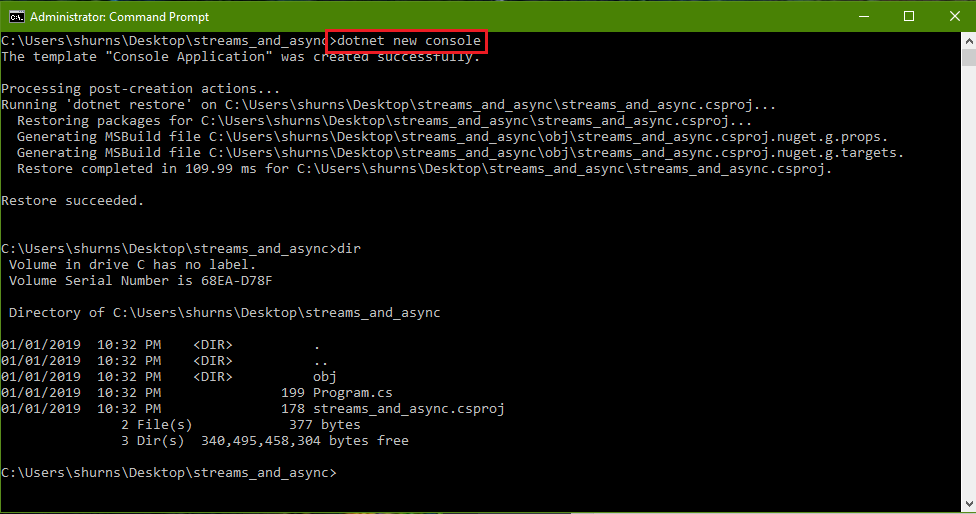 Administrator: Command Prompt
C:\Users\shurns\Desktop\streams_and_async>dotnet new console
The template "Console Application" was created successfully.
Processing post-creation actions...
Running 'dotnet restore' on C:\Users\shurns\Desktop\streams_and_async\streams_and_async.csproj...
  Restoring packages for C:\Users\shurns\Desktop\streams_and_async\streams_and_async.csproj...
  Generating MSBuild file C:\Users\shurns\Desktop\streams_and_async\obj\streams_and_async.csproj.nuget.g.props.
  Generating MSBuild file C:\Users\shurns\Desktop\streams_and_async\obj\streams_and_async.csproj.nuget.g.targets.
  Restore completed in 109.99 ms for C:\Users\shurns\Desktop\streams_and_async\streams_and_async.csproj.
Restore succeeded.
C:\Users\shurns\Desktop\streams_and_async>dir
 Volume in drive C has no label.
 Volume Serial Number is 68EA-D78F
 Directory of C:\Users\shurns\Desktop\streams_and_async
01/01/2019  10:32 PM    <DIR>          .
01/01/2019  10:32 PM    <DIR>          ..
01/01/2019  10:32 PM    <DIR>          obj
01/01/2019  10:32 PM               199 Program.cs
01/01/2019  10:32 PM               178 streams_and_async.csproj
               2 File(s)            377 bytes
               3 Dir(s)  340,495,458,304 bytes free
C:\Users\shurns\Desktop\streams_and_async>